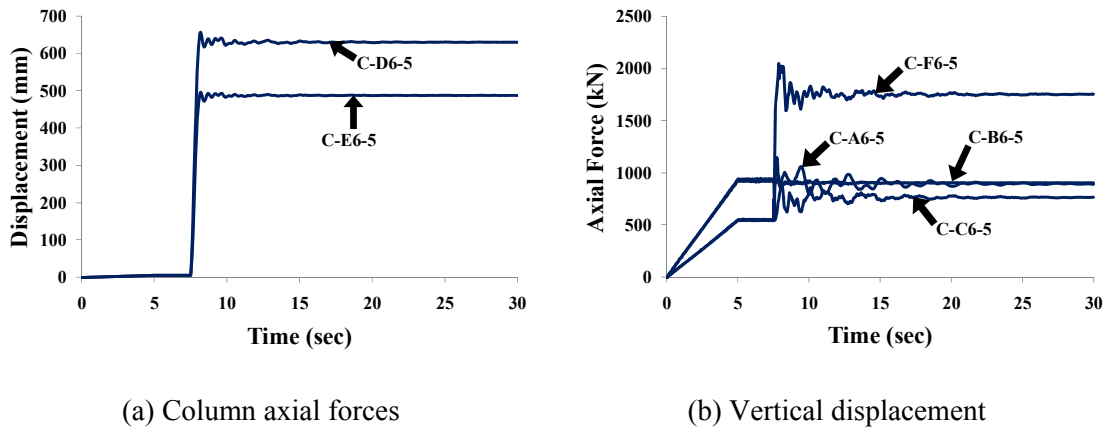 Displacement (mm)
700
600
500
400
300
200
100
0
0 5 10 15 20 25 30
Time (sec)
C-D6-5
C-E6-5
Axial Force (kN)
2500
2000
1500
1000
500
0
0 5 10 15 20 25 30
Time (sec)
C-F6-5
C-A6-5
C-B6-5
C-C6-5
(a) Column axial forces
(b) Vertical displacement